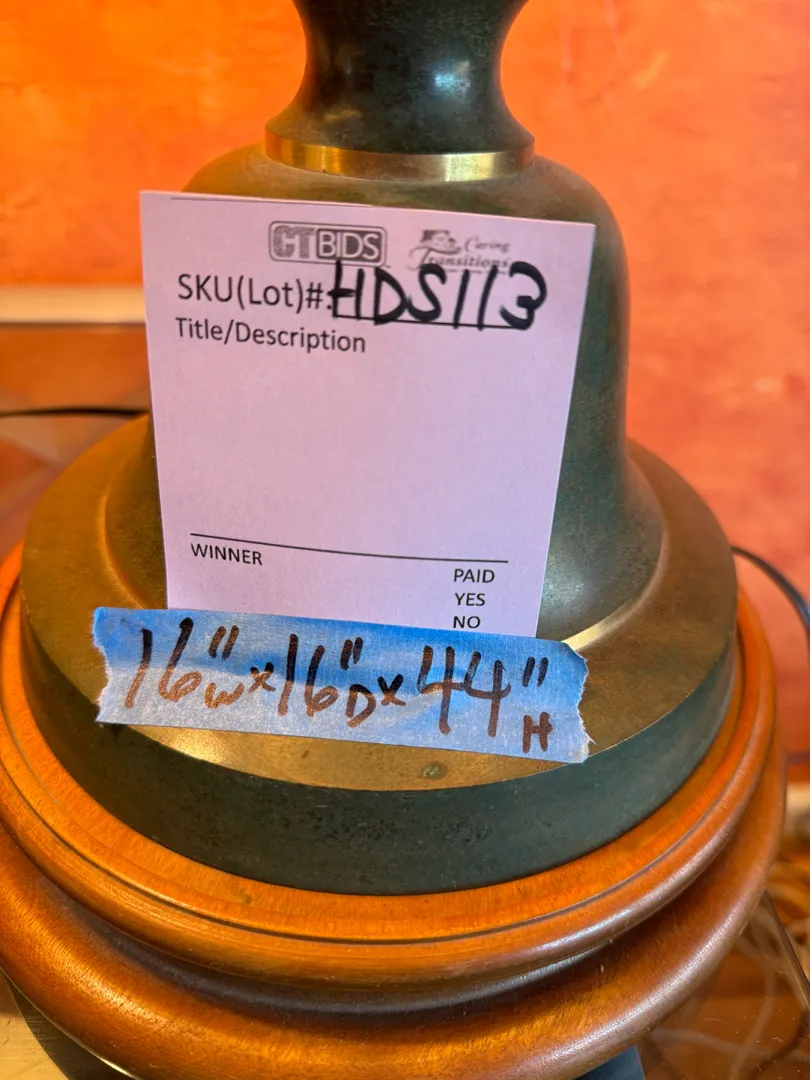 CTBIDS
Caring
Transitions
SKU(Lot)#: HDS113
Title/Description
WINNER
PAID
YES
NO
16"W x 16"D x 44"H